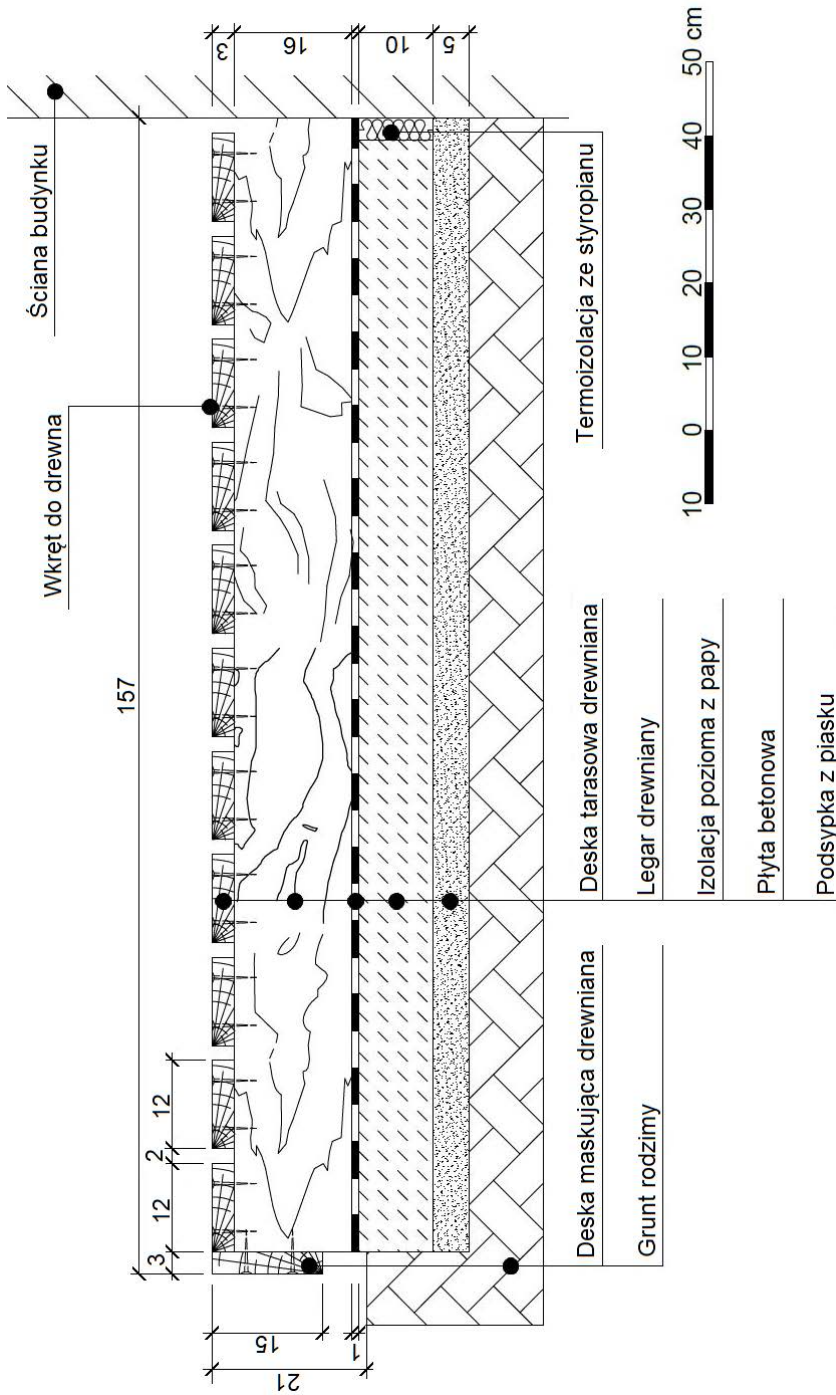 Ściana budynku
Wkręt do drewna
157
3
12
2
12
3
16
10
5
15
21
1
Termoizolacja ze styropianu
Deska maskująca drewniana
Grunt rodzimy
Deska tarasowa drewniana
Legar drewniany
Izolacja pozioma z papy
Płyta betonowa
Podsypka z piasku
10 0 10 20 30 40 50 cm